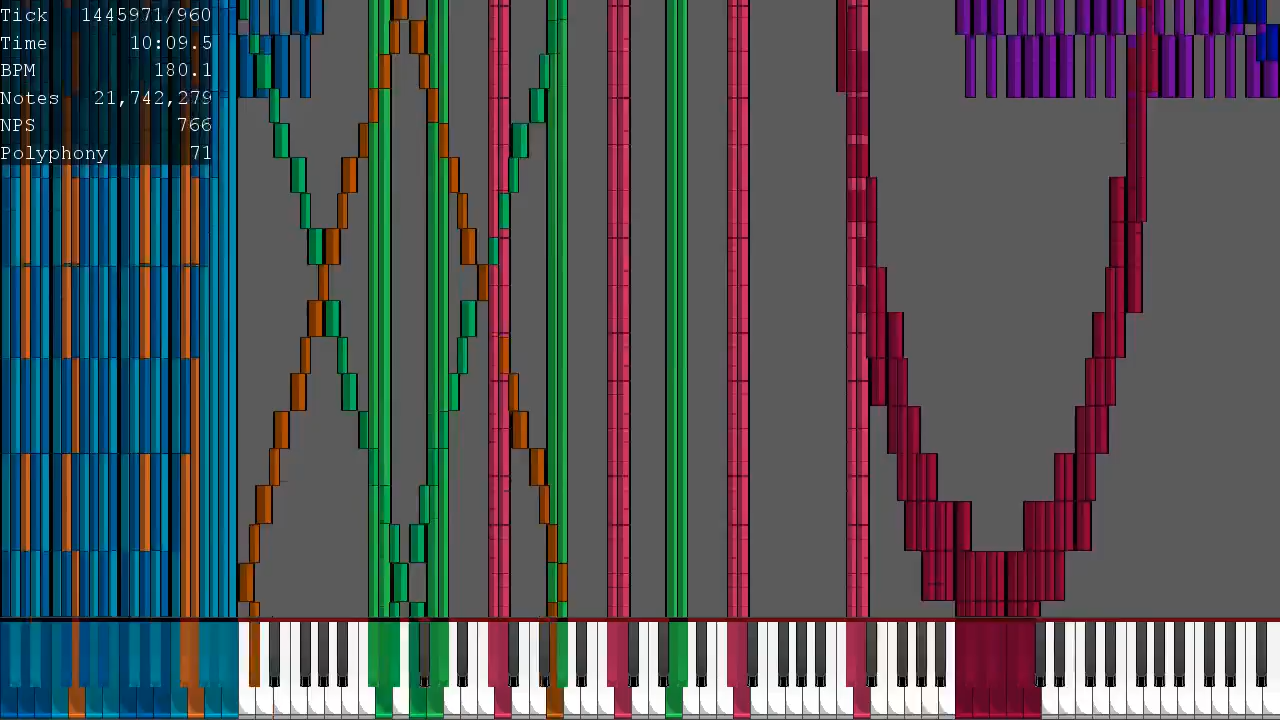 Tick 1445971/960
Time 10:09.5
BPM 180.1
Notes 21,742,279
NPS 766
Polyphony 71